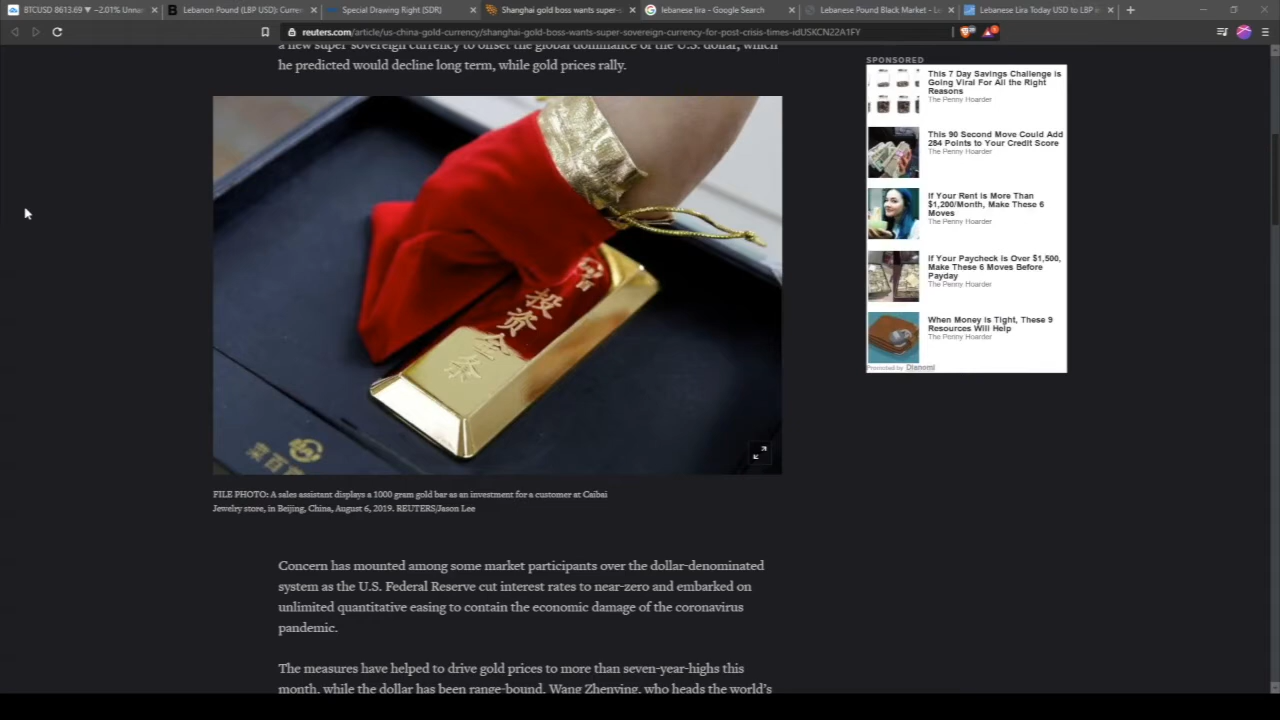 BTCUSD 8613.69 ▼ −2.01% Unna
Lebanon Pound (LBP USD): Curre
Special Drawing Right (SDR)
Shanghai gold boss wants super-s
lebanese lira - Google Search
Lebanese Pound Black Market - L
Lebanese Lira Today USD to LBP
reuters.com/article/us-china-gold-currency/shanghai-gold-boss-wants-super-sovereign-currency-for-post-crisis-times-idUSKCN22A1FY
a new super sovereign currency to offset the global dominance of the U.S. dollar, which
he predicted would decline long term, while gold prices rally.
投
资
金
条
菜百
FILE PHOTO: A sales assistant displays a 1000 gram gold bar as an investment for a customer at Caibai
Jewelry store, in Beijing, China, August 6, 2019. REUTERS/Jason Lee
Concern has mounted among some market participants over the dollar-denominated
system as the U.S. Federal Reserve cut interest rates to near-zero and embarked on
unlimited quantitative easing to contain the economic damage of the coronavirus
pandemic.
The measures have helped to drive gold prices to more than seven-year-highs this
month, while the dollar has been range-bound. Wang Zhenying, who heads the world's
SPONSORED
This 7 Day Savings Challenge is
Going Viral For All the Right
Reasons
The Penny Hoarder
This 90 Second Move Could Add
284 Points to Your Credit Score
The Penny Hoarder
If Your Rent is More Than
$1,200/Month, Make These 6
Moves
The Penny Hoarder
If Your Paycheck is Over $1,500,
Make These 6 Moves Before
Payday
The Penny Hoarder
When Money is Tight, These 9
Resources Will Help
The Penny Hoarder
Promoted by Dianomi